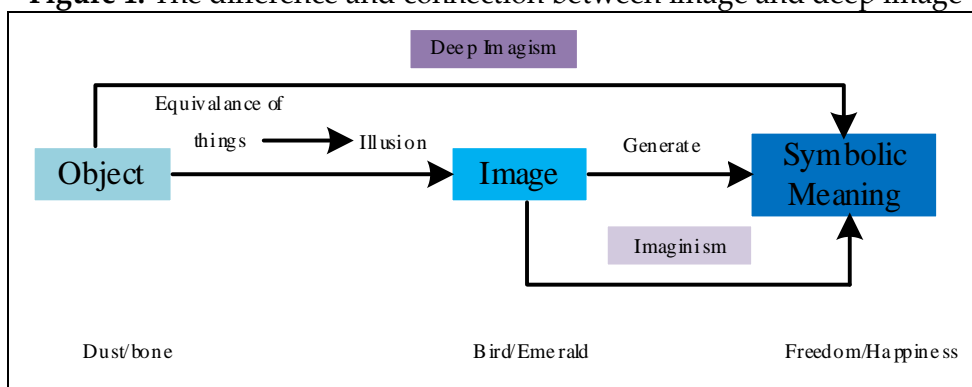 Figure 1. The difference and connection between image and deep image
Deep Imagism
Equivalance of
things
Illusion
Generate
Object
Image
Symbolic
Meaning
Imaginism
Dust/bone
Bird/Emerald
Freedom/Happiness